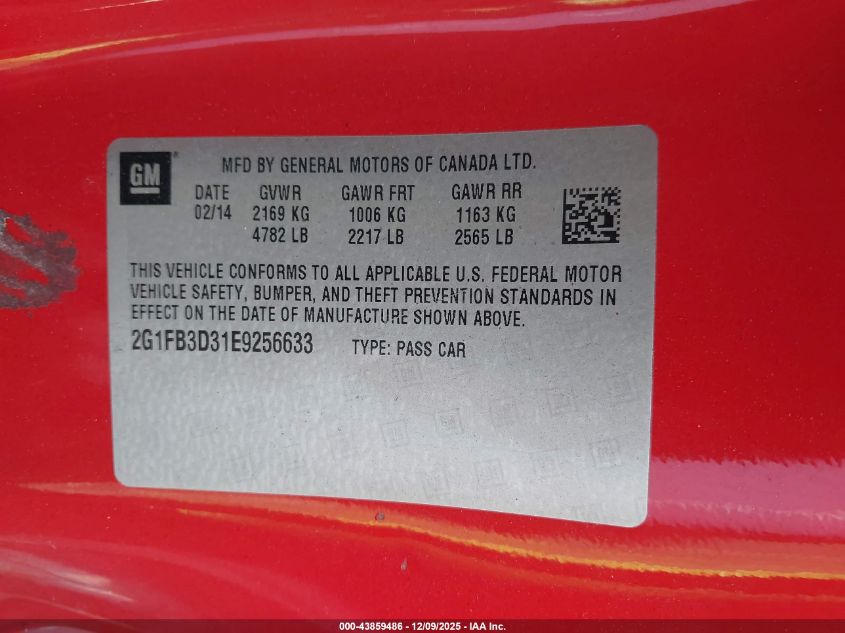 GM
MFD BY GENERAL MOTORS OF CANADA LTD.
DATE GVWR GAWR FRT GAWR RR
02/14 2169 KG 1006 KG 1163 KG
4782 LB 2217 LB 2565 LB
THIS VEHICLE CONFORMS TO ALL APPLICABLE U.S. FEDERAL MOTOR
VEHICLE SAFETY, BUMPER, AND THEFT PREVENTION STANDARDS IN
EFFECT ON THE DATE OF MANUFACTURE SHOWN ABOVE.
2G1FB3D31E9256633 TYPE: PASS CAR
000-43859486 - 12/09/2025 - IAA Inc.